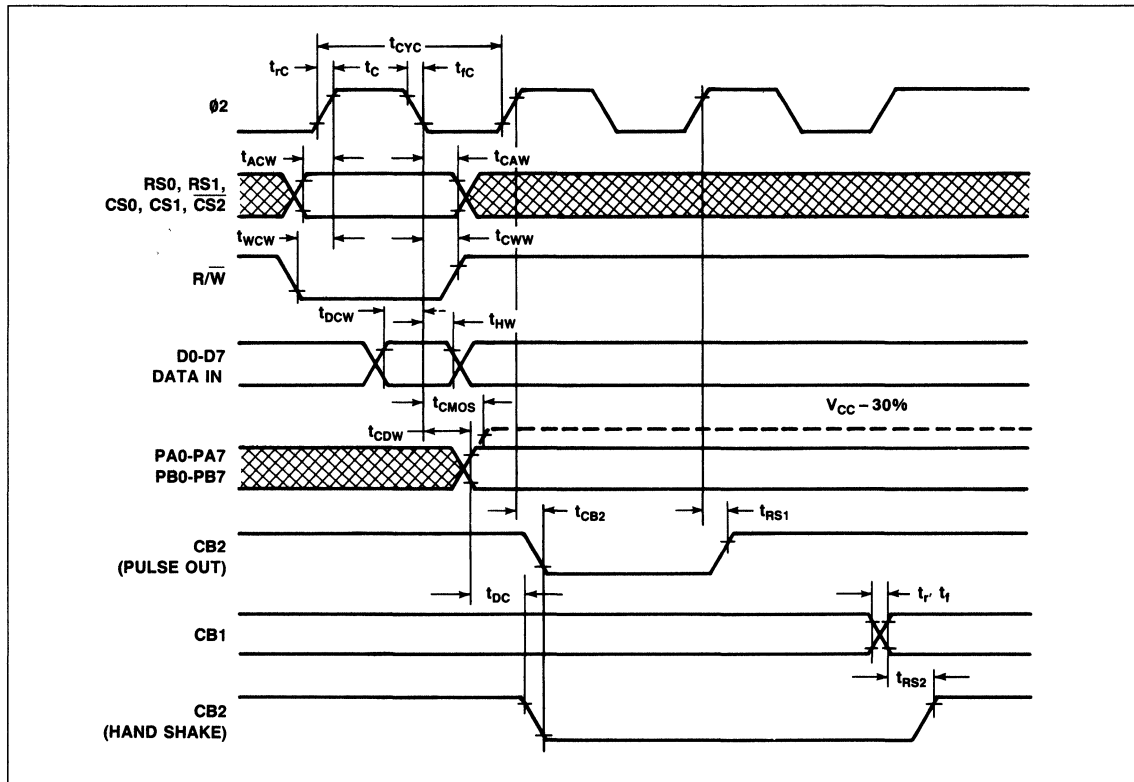 tCYC
trC tC tfC
Ø2
tACW tCAW
RS0, RS1,
CS0, CS1, C̅S̅2̅
tWCW tCWW
R/W̅
tDCW tHW
D0-D7
DATA IN
tCMOS
VCC – 30%
tCDW
PA0-PA7
PB0-PB7
tCB2 tRS1
CB2
(PULSE OUT)
tDC
tr, tf
CB1
tRS2
CB2
(HAND SHAKE)